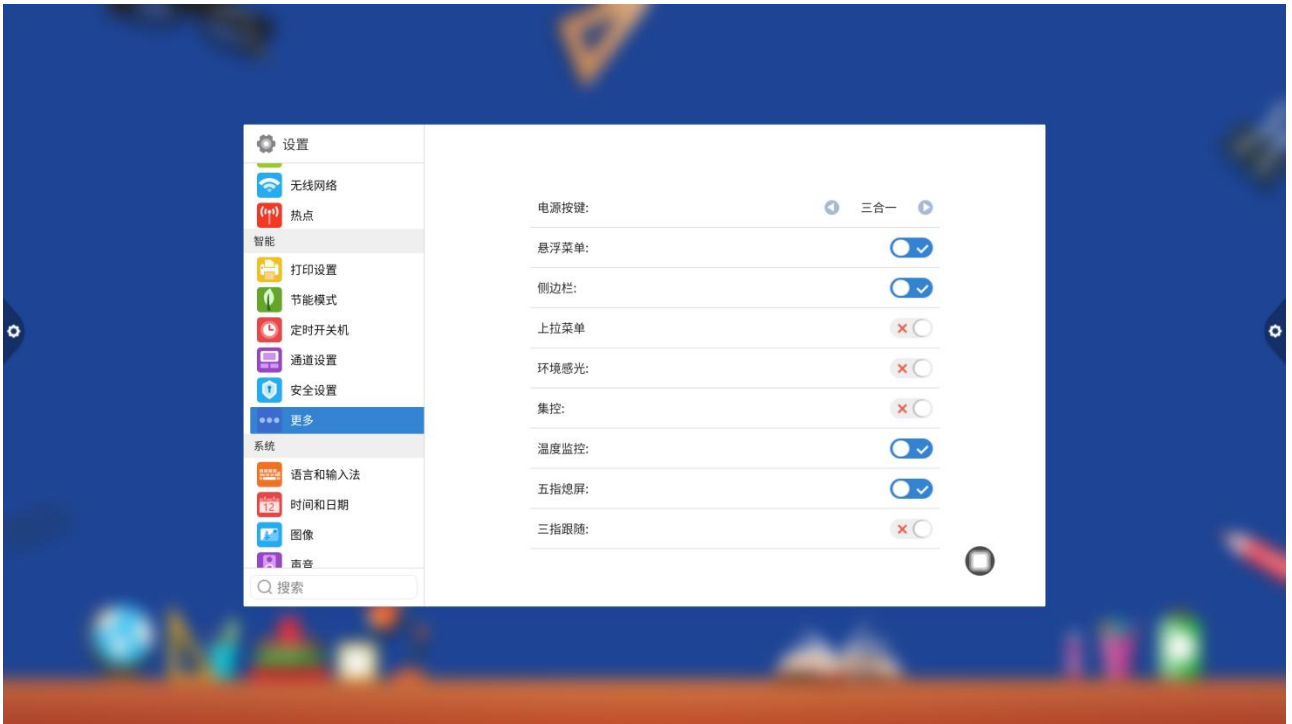 设置
无线网络
热点
智能
打印设置
节能模式
定时开关机
通道设置
安全设置
更多
系统
语言和输入法
12
时间和日期
图像
声音
搜索
电源按键: 三合一
悬浮菜单:
侧边栏:
上拉菜单
环境感光:
集控:
温度监控:
五指熄屏:
三指跟随: